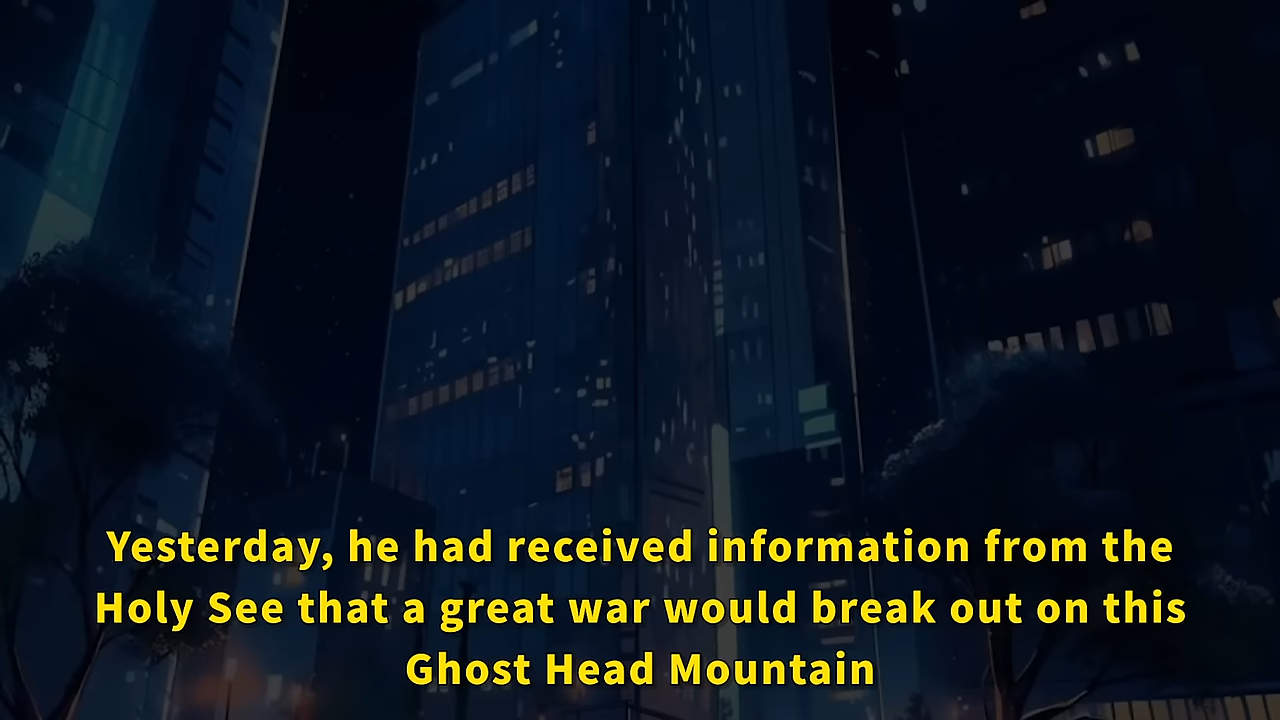 Yesterday, he had received information from the
Holy See that a great war would break out on this
Ghost Head Mountain